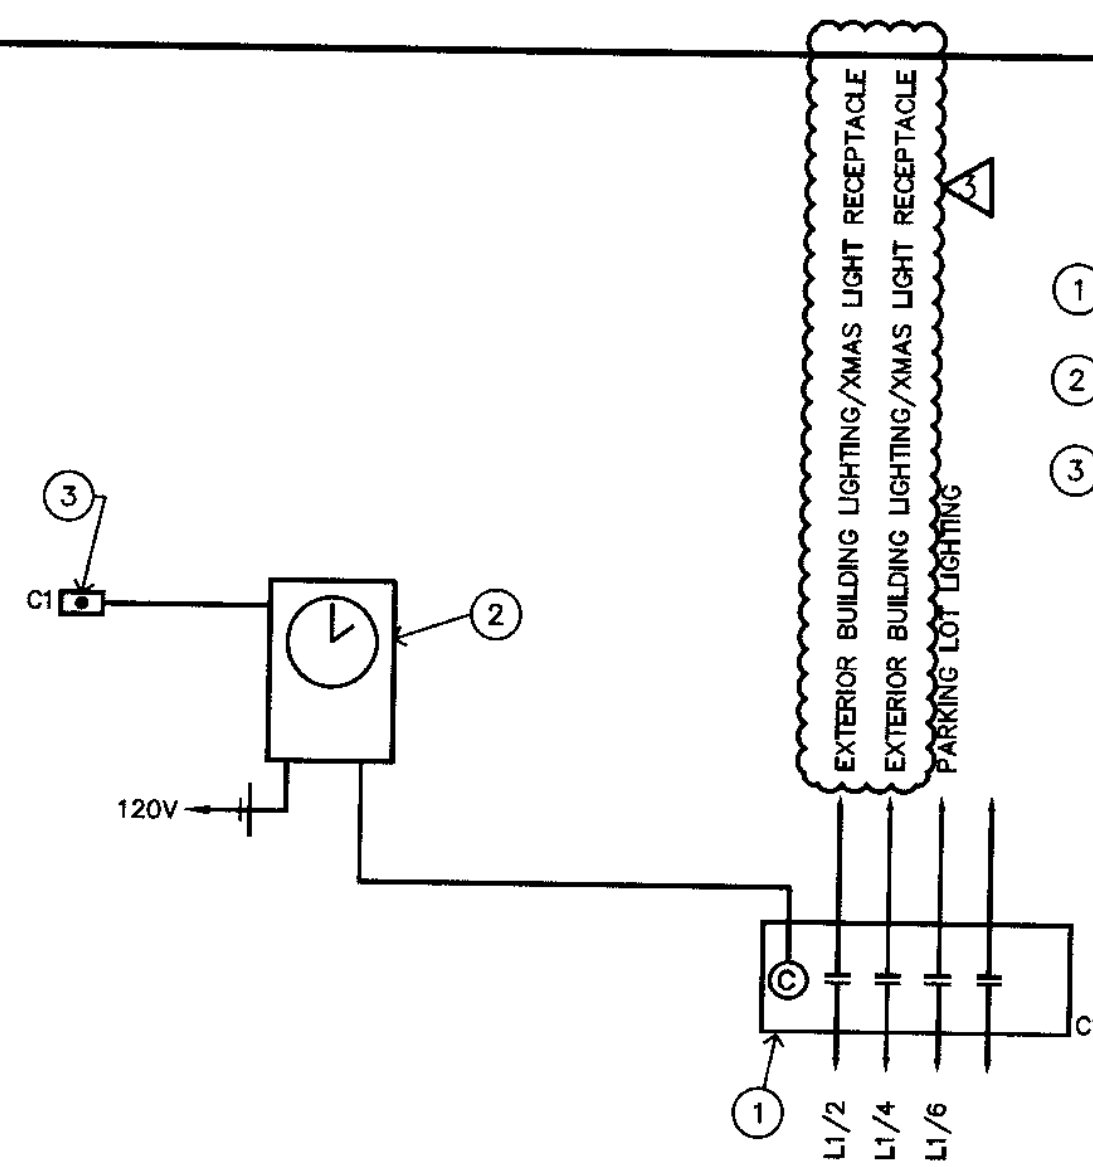 EXTERIOR BUILDING LIGHTING/XMAS LIGHT RECEPTACLE
EXTERIOR BUILDING LIGHTING/XMAS LIGHT RECEPTACLE
PARKING LOT LIGHTING
3
1
2
3
3
C1
2
120V
C
1
L1/2
L1/4
L1/6